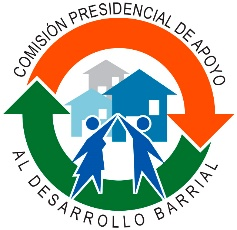 COMISIÓN PRESIDENCIAL DE APOYO
AL DESARROLLO BARRIAL